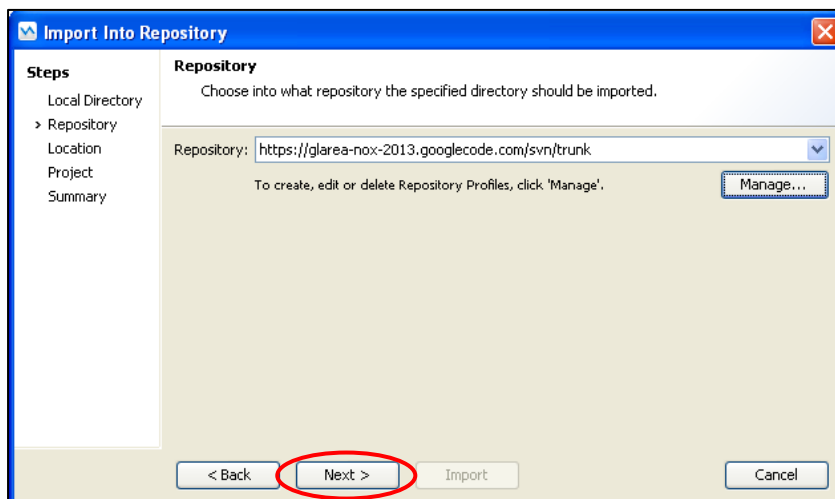 Import Into Repository
Steps
Local Directory
> Repository
Location
Project
Summary
Repository
Choose into what repository the specified directory should be imported.
Repository: https://glarea-nox-2013.googlecode.com/svn/trunk
To create, edit or delete Repository Profiles, click 'Manage'. Manage...
< Back Next > Import Cancel